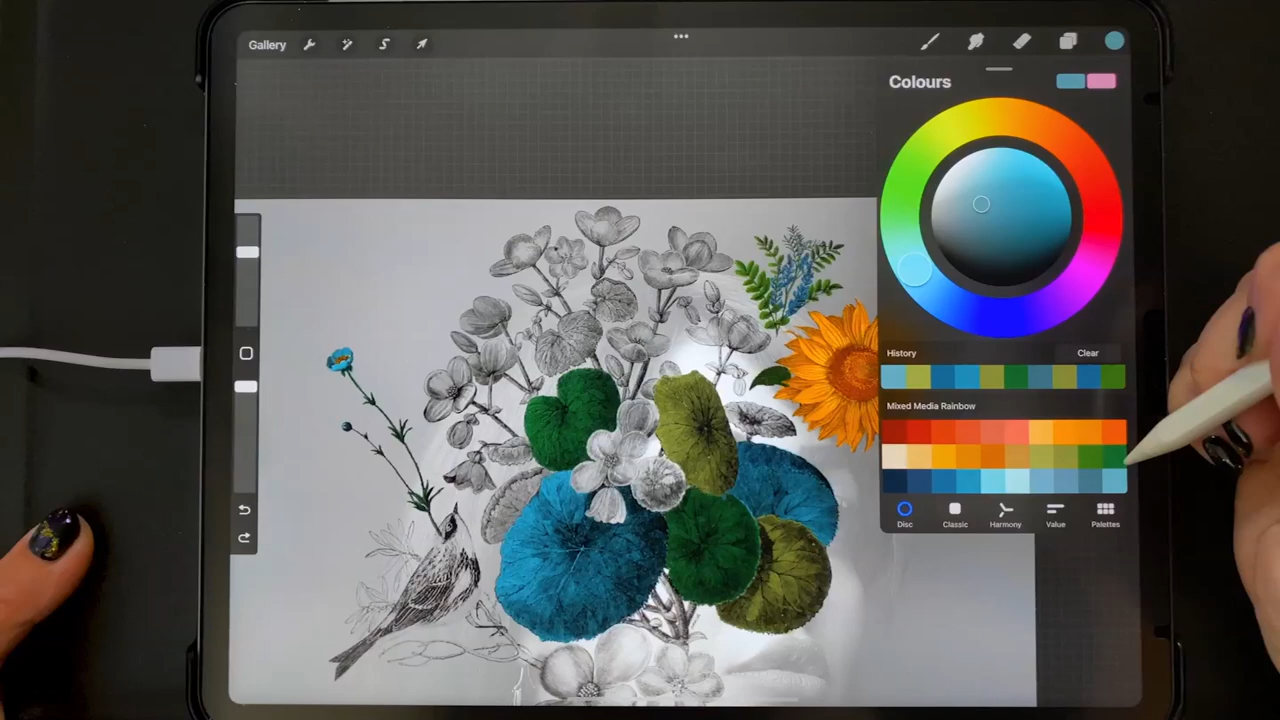 Gallery
Colours
History
Clear
Mixed Media Rainbow
Disc
Classic
Harmony
Value
Palettes